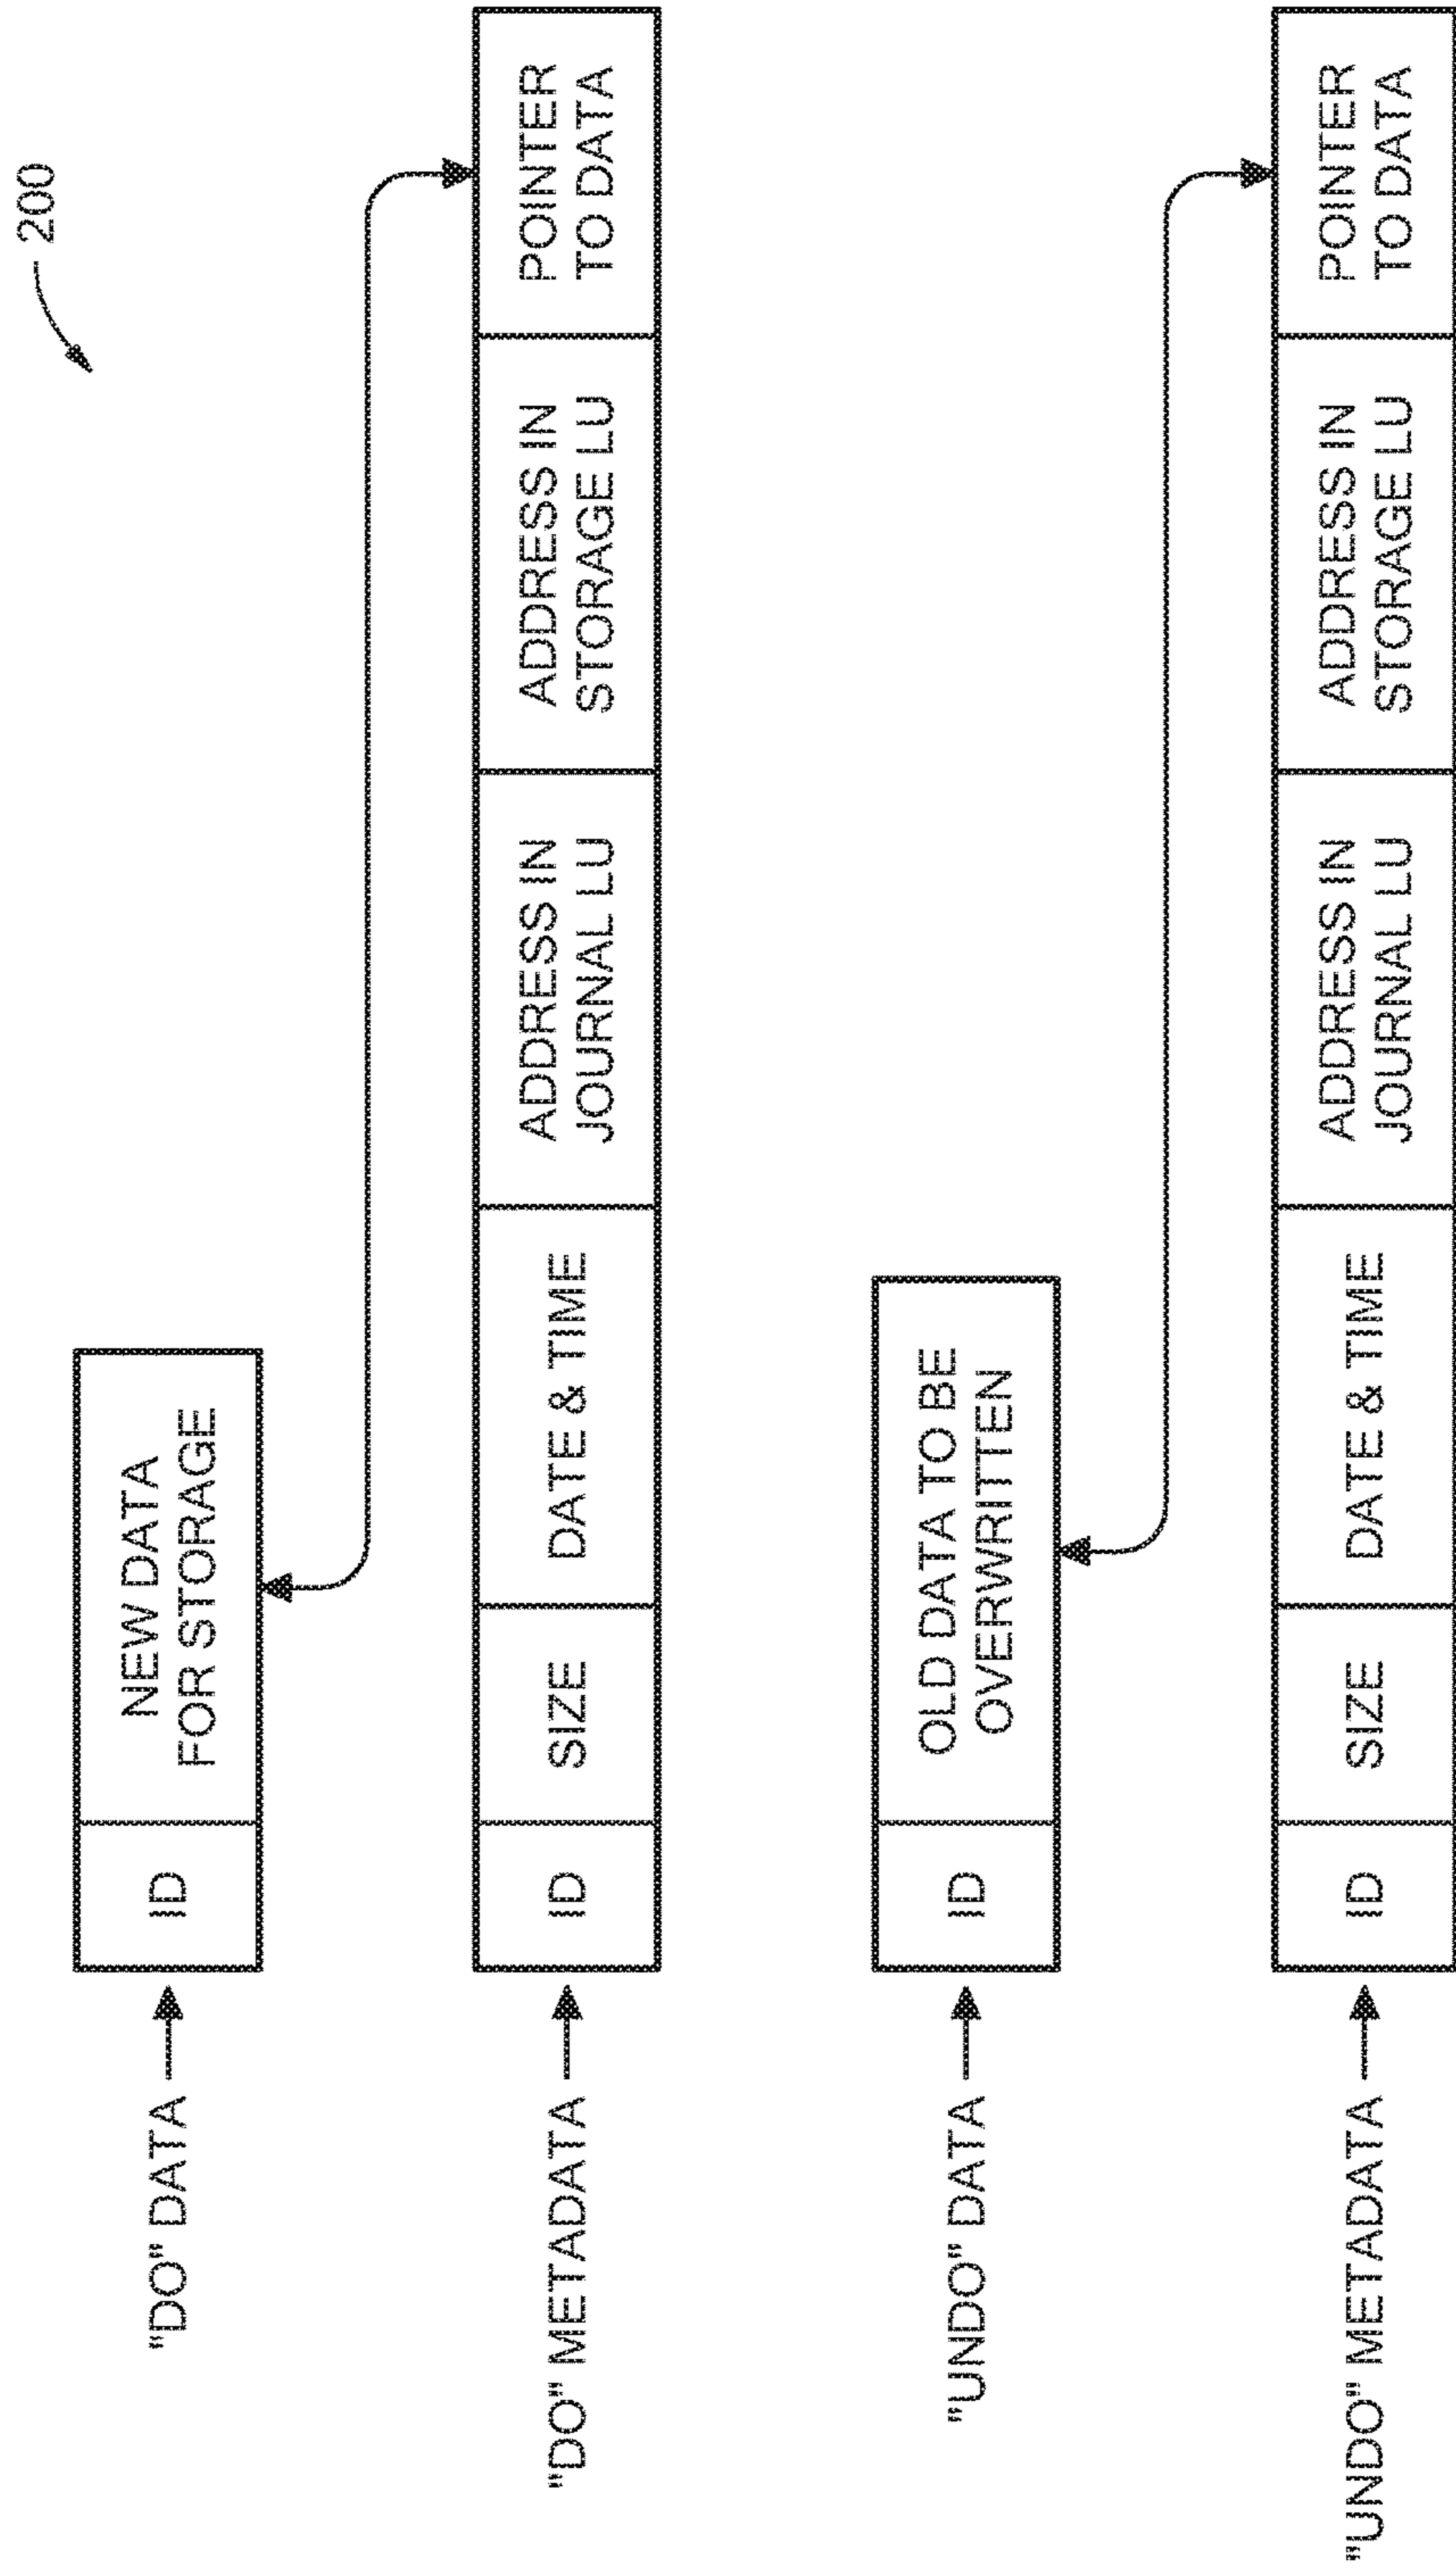 200
"DO" DATA
ID
NEW DATA
FOR STORAGE
"DO" METADATA
ID
SIZE
DATE & TIME
ADDRESS IN
JOURNAL LU
ADDRESS IN
STORAGE LU
POINTER
TO DATA
"UNDO" DATA
ID
OLD DATA TO BE
OVERWRITTEN
"UNDO" METADATA
ID
SIZE
DATE & TIME
ADDRESS IN
JOURNAL LU
ADDRESS IN
STORAGE LU
POINTER
TO DATA